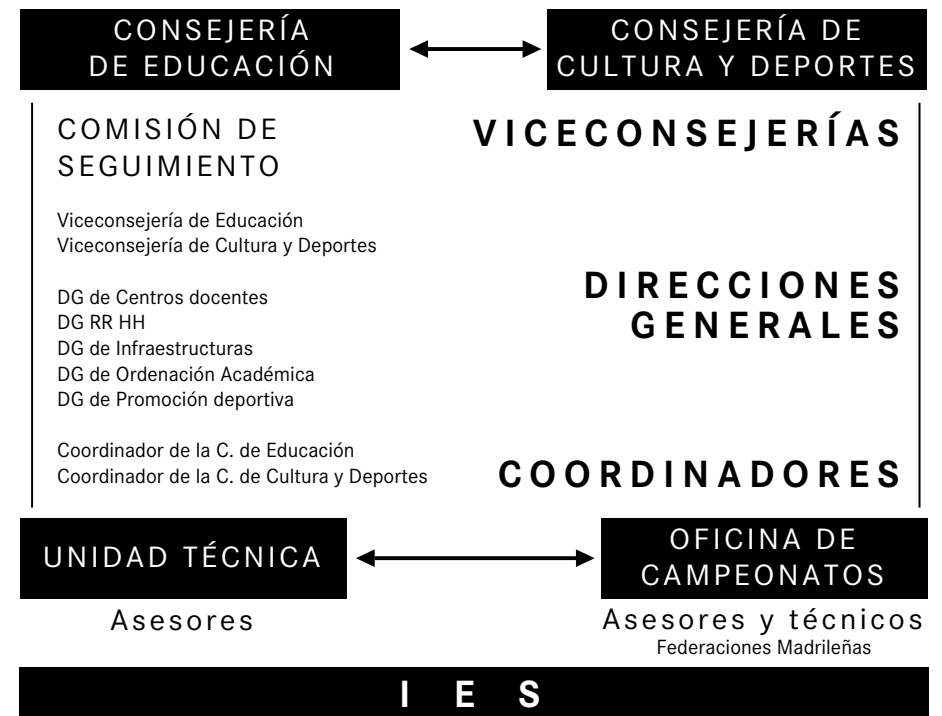 CONSEJERÍA
DE EDUCACIÓN
CONSEJERÍA DE
CULTURA Y DEPORTES
COMISIÓN DE
SEGUIMIENTO
VICECONSEJERÍAS
Viceconsejería de Educación
Viceconsejería de Cultura y Deportes
DG de Centros docentes
DG RR HH
DG de Infraestructuras
DG de Ordenación Académica
DG de Promoción deportiva
DIRECCIONES
GENERALES
Coordinador de la C. de Educación
Coordinador de la C. de Cultura y Deportes
COORDINADORES
UNIDAD TÉCNICA
OFICINA DE
CAMPEONATOS
Asesores
Asesores y técnicos
Federaciones Madrileñas
I E S